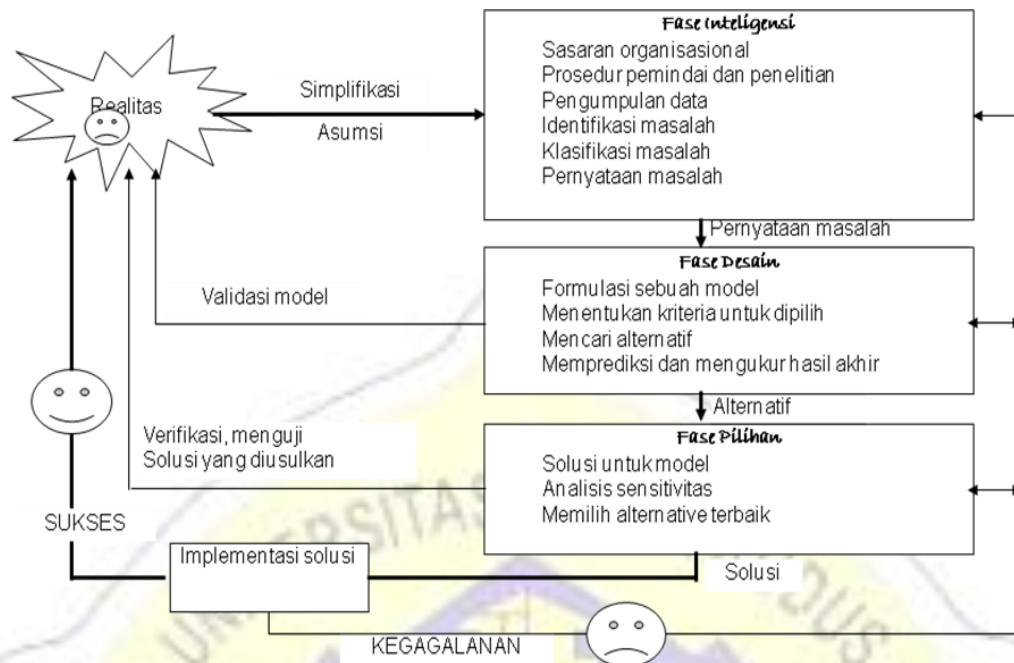 Fase Inteligensi
Sasaran organisasional
Prosedur pemindai dan penelitian
Pengumpulan data
Identifikasi masalah
Klasifikasi masalah
Pernyataan masalah
Realitas
Simplifikasi
Asumsi
Pernyataan masalah
Fase Desain
Formulasi sebuah model
Menentukan kriteria untuk dipilih
Mencari alternatif
Memprediksi dan mengukur hasil akhir
Validasi model
Alternatif
Fase Pilihan
Solusi untuk model
Analisis sensitivitas
Memilih alternative terbaik
Verifikasi, menguji
Solusi yang diusulkan
SUKSES
Implementasi solusi
Solusi
KEGAGALANAN
UNIVERSITAS
DUS